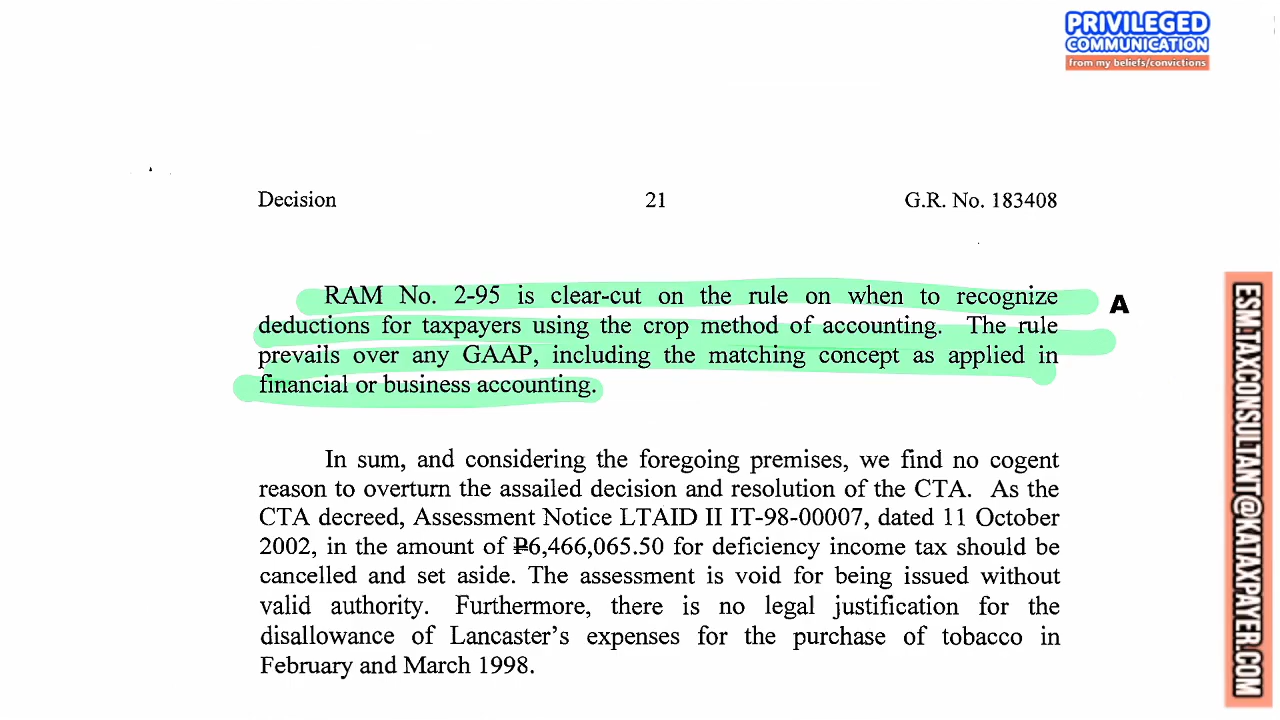 PRIVILEGED
COMMUNICATION
from my beliefs/convictions
Decision 21 G.R. No. 183408
RAM No. 2-95 is clear-cut on the rule on when to recognize
deductions for taxpayers using the crop method of accounting. The rule
prevails over any GAAP, including the matching concept as applied in
financial or business accounting.
A
In sum, and considering the foregoing premises, we find no cogent
reason to overturn the assailed decision and resolution of the CTA. As the
CTA decreed, Assessment Notice LTAID II IT-98-00007, dated 11 October
2002, in the amount of ₱6,466,065.50 for deficiency income tax should be
cancelled and set aside. The assessment is void for being issued without
valid authority. Furthermore, there is no legal justification for the
disallowance of Lancaster's expenses for the purchase of tobacco in
February and March 1998.
ESM.TAXCONSULTANT@KATAXPAYER.COM